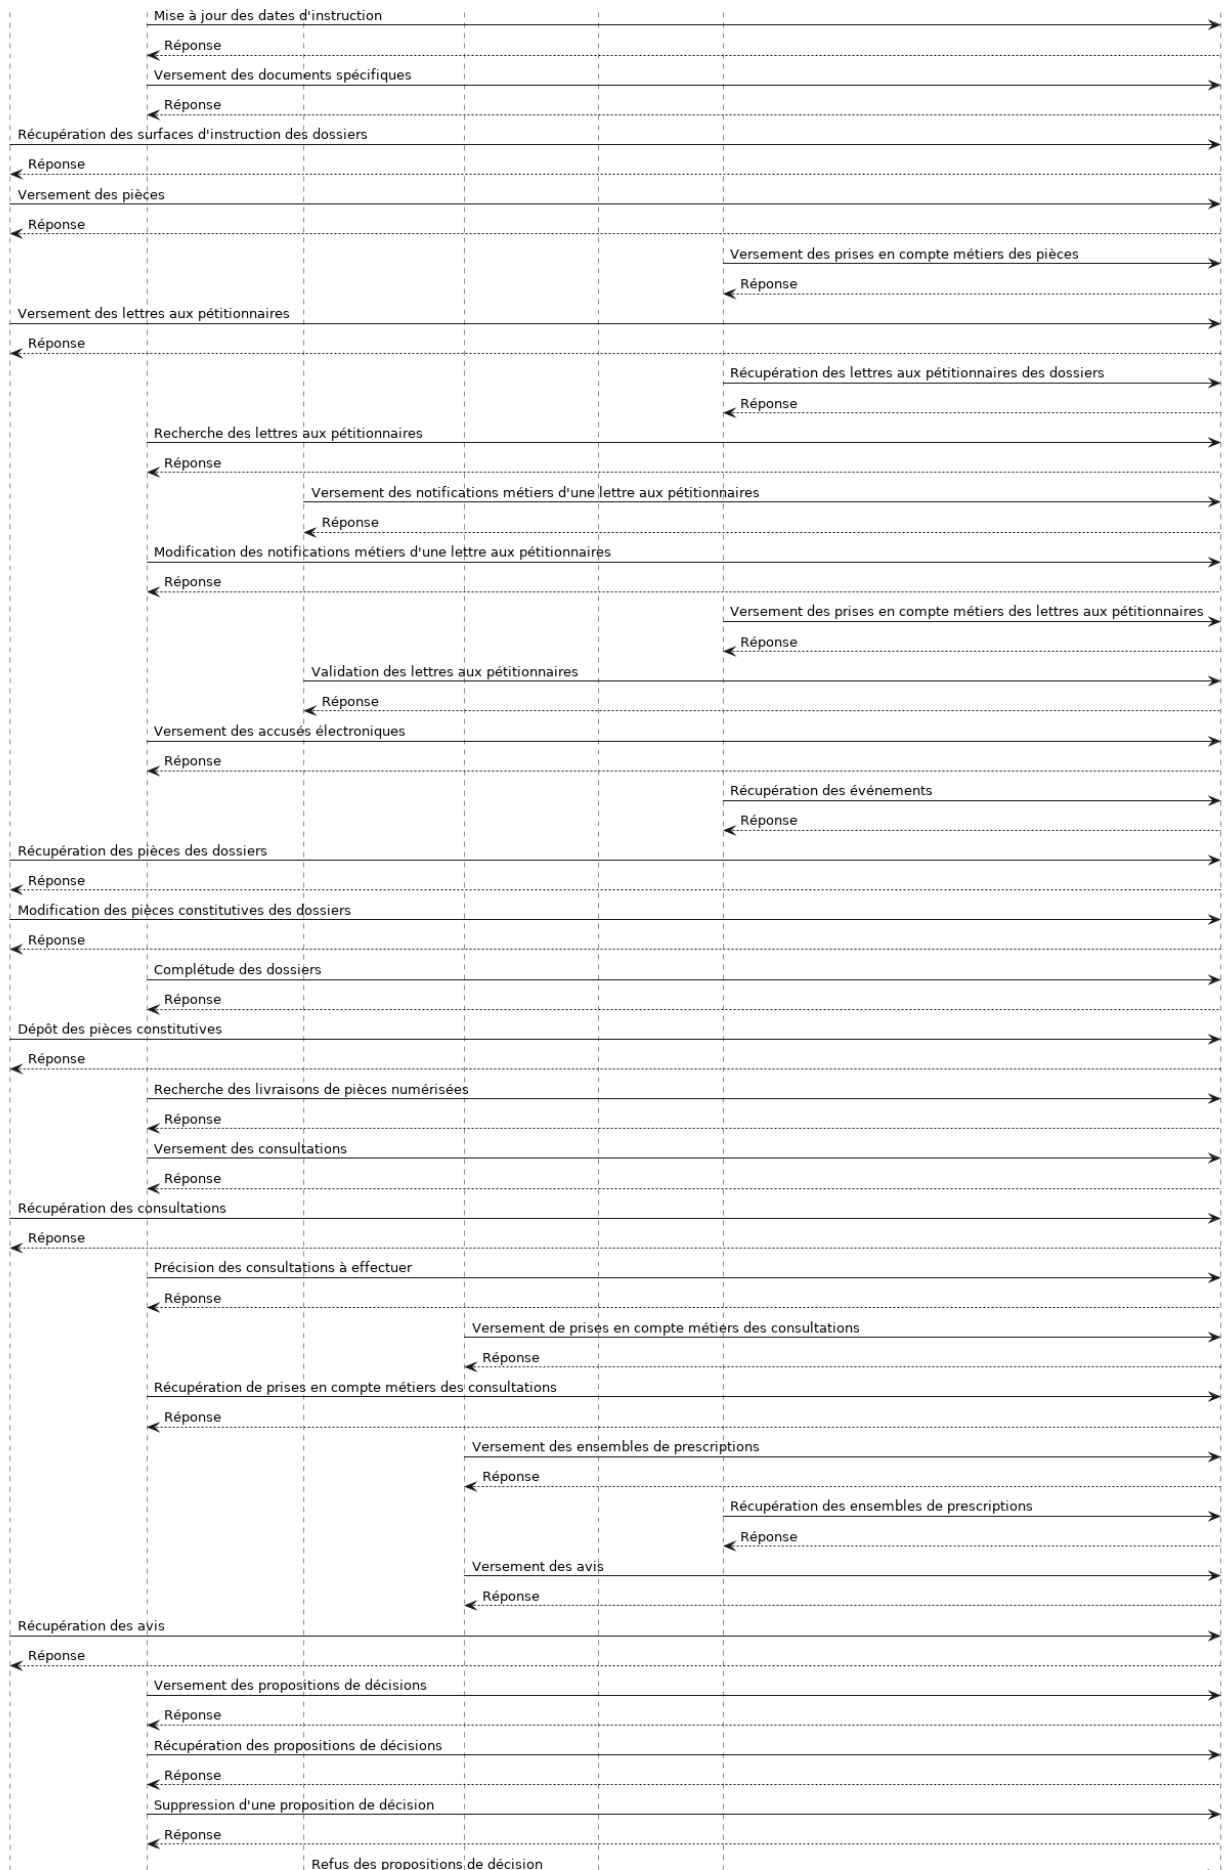 Mise à jour des dates d'instruction
Réponse
Versement des documents spécifiques
Réponse
Récupération des surfaces d'instruction des dossiers
Réponse
Versement des pièces
Réponse
Versement des prises en compte métiers des pièces
Réponse
Versement des lettres aux pétitionnaires
Réponse
Récupération des lettres aux pétitionnaires des dossiers
Réponse
Recherche des lettres aux pétitionnaires
Réponse
Versement des notifications métiers d'une lettre aux pétitionnaires
Réponse
Modification des notifications métiers d'une lettre aux pétitionnaires
Réponse
Versement des prises en compte métiers des lettres aux pétitionnaires
Réponse
Validation des lettres aux pétitionnaires
Réponse
Versement des accusés électroniques
Réponse
Récupération des événements
Réponse
Récupération des pièces des dossiers
Réponse
Modification des pièces constitutives des dossiers
Réponse
Complétude des dossiers
Réponse
Dépôt des pièces constitutives
Réponse
Recherche des livraisons de pièces numérisées
Réponse
Versement des consultations
Réponse
Récupération des consultations
Réponse
Précision des consultations à effectuer
Réponse
Versement de prises en compte métiers des consultations
Réponse
Récupération de prises en compte métiers des consultations
Réponse
Versement des ensembles de prescriptions
Réponse
Récupération des ensembles de prescriptions
Réponse
Versement des avis
Réponse
Récupération des avis
Réponse
Versement des propositions de décisions
Réponse
Récupération des propositions de décisions
Réponse
Suppression d'une proposition de décision
Réponse
Refus des propositions de décision